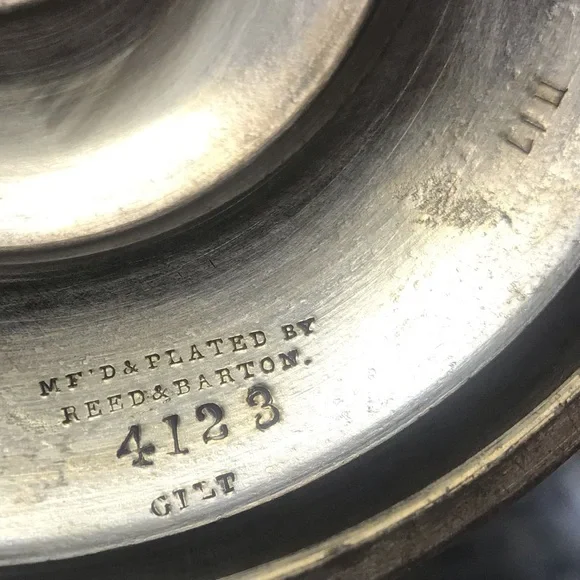 MF'D & PLATED BY
REED & BARTON.
4123
GILT